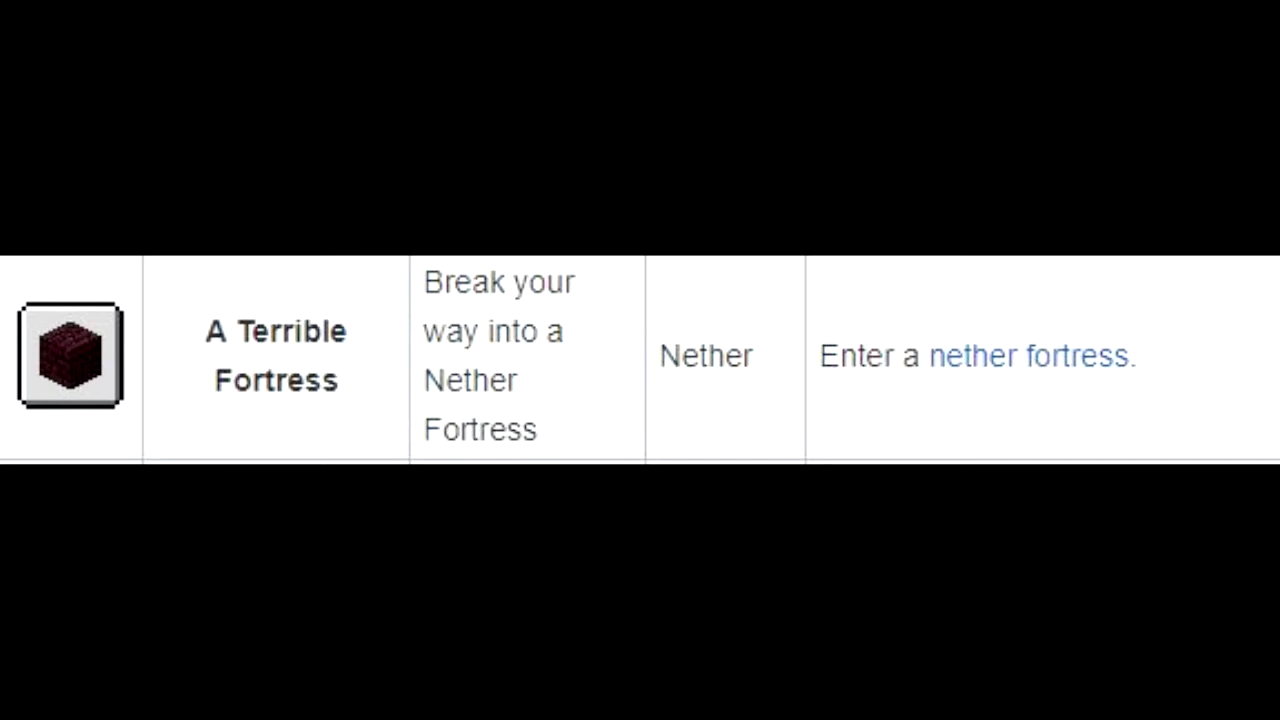 A Terrible
Fortress
Break your
way into a
Nether
Fortress
Nether
Enter a nether fortress.